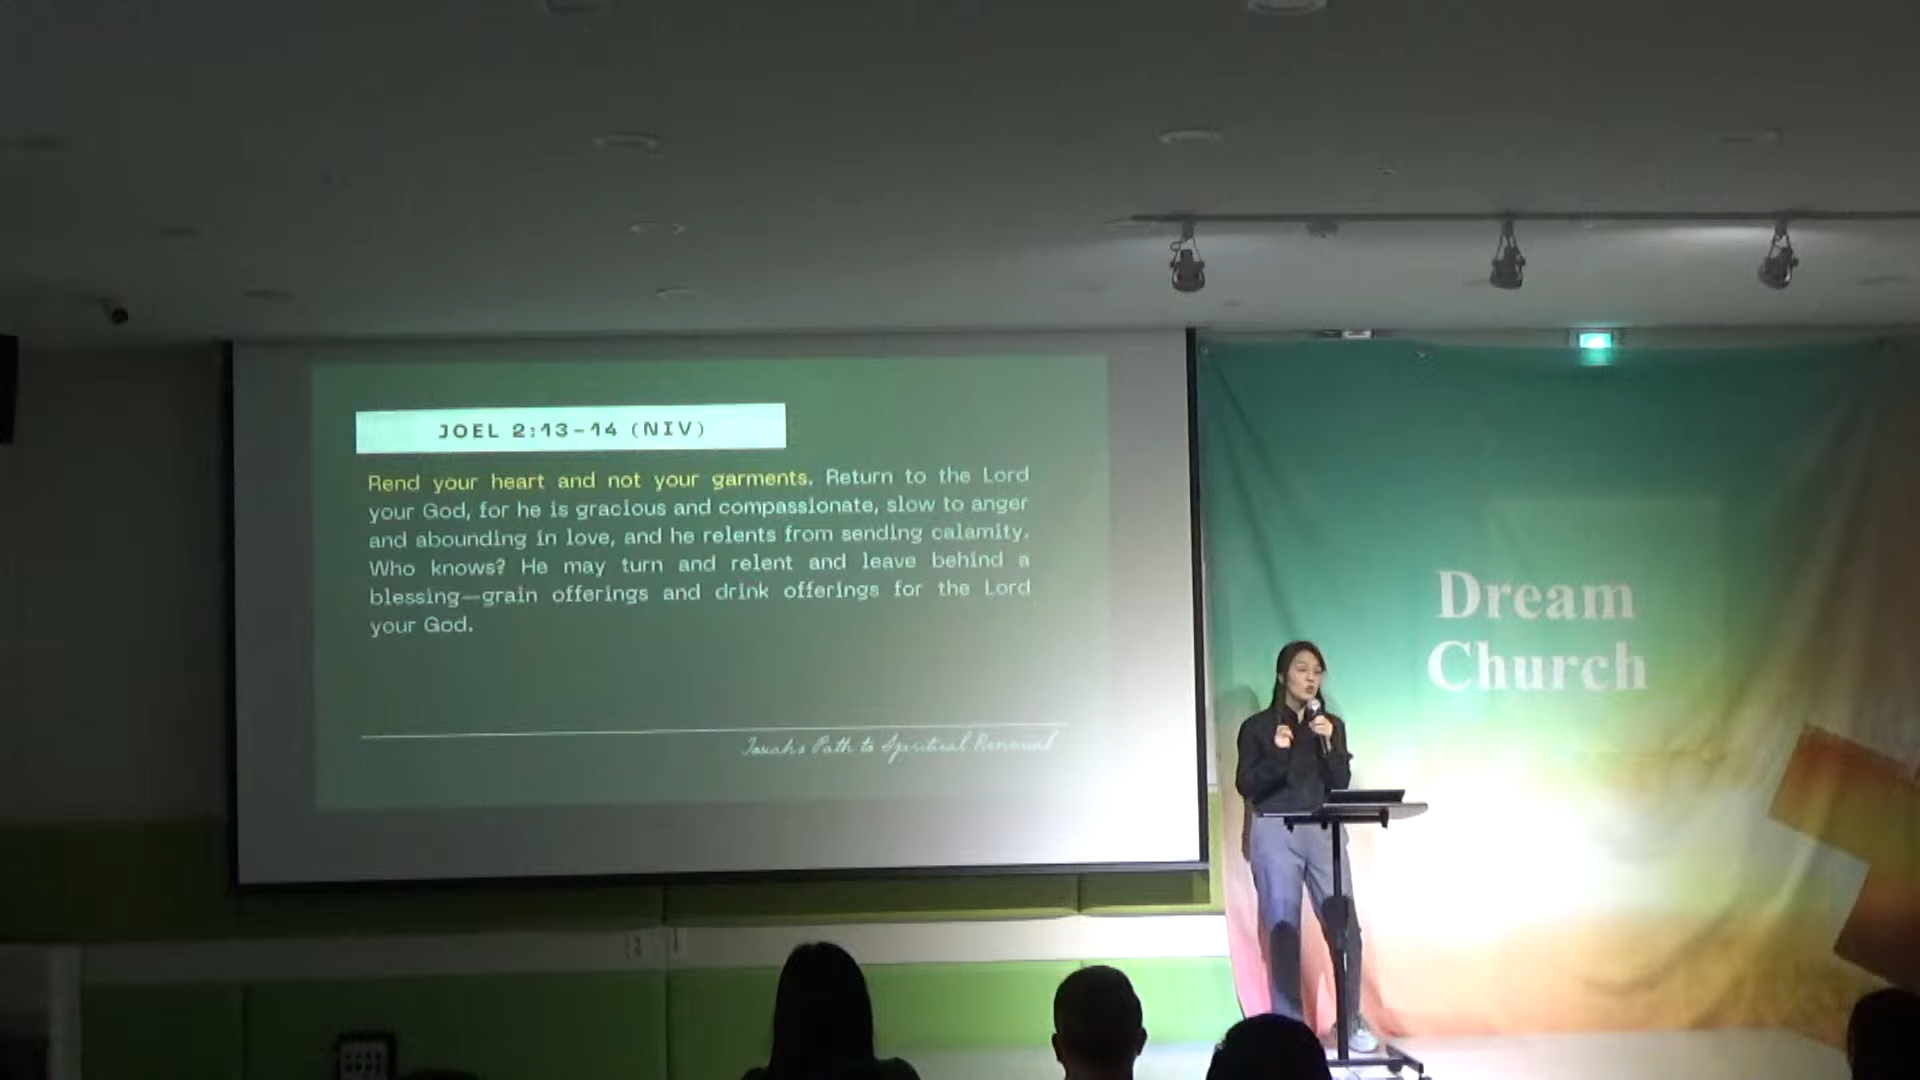 JOEL 2:13-14 (NIV)
Rend your heart and not your garments. Return to the Lord
your God, for he is gracious and compassionate, slow to anger
and abounding in love, and he relents from sending calamity.
Who knows? He may turn and relent and leave behind a
blessing—grain offerings and drink offerings for the Lord
your God.
Josiah's Path to Spiritual Renewal
Dream
Church